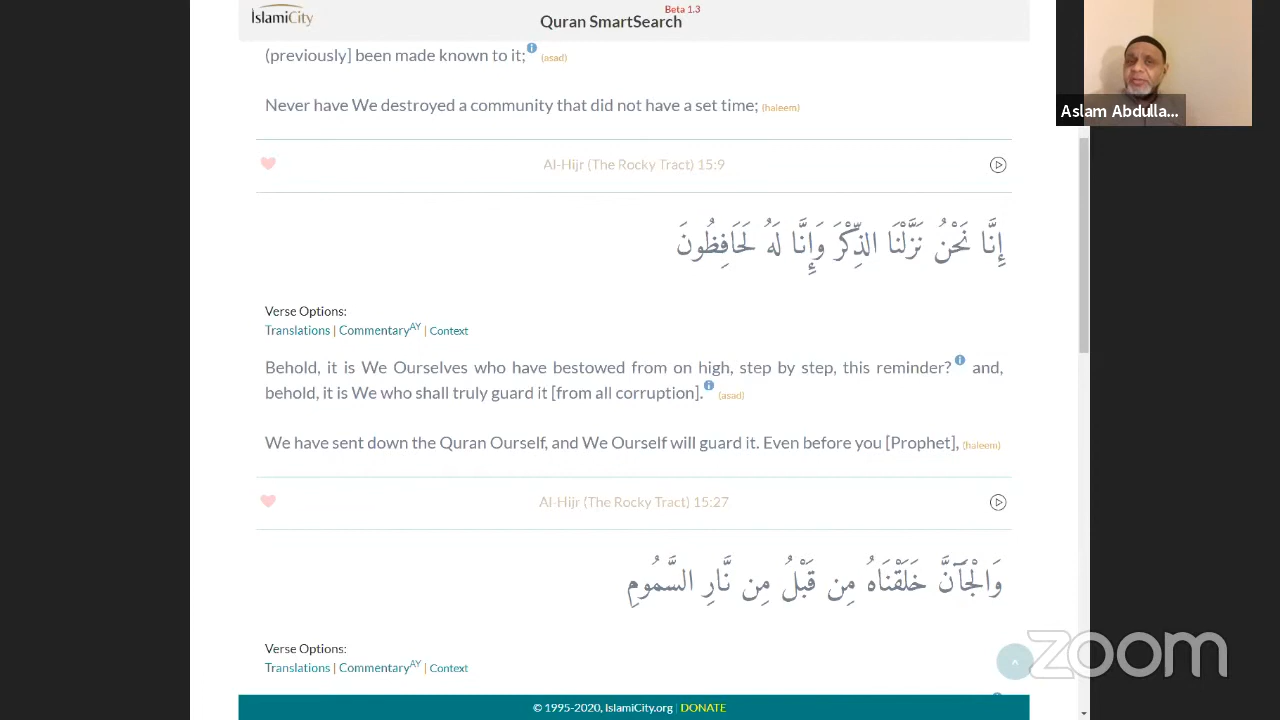 IslamiCity
Beta 1.3
Quran SmartSearch
(previously] been made known to it;i (asad)
Never have We destroyed a community that did not have a set time; (haleem)
Al-Hijr (The Rocky Tract) 15:9
إِنَّا نَحْنُ نَزَّلْنَا الذِّكْرَ وَإِنَّا لَهُ لَحَافِظُونَ
Verse Options:
Translations | CommentaryAY | Context
Behold, it is We Ourselves who have bestowed from on high, step by step, this reminder?i and,
behold, it is We who shall truly guard it [from all corruption].i (asad)
We have sent down the Quran Ourself, and We Ourself will guard it. Even before you [Prophet], (haleem)
Al-Hijr (The Rocky Tract) 15:27
وَالْجَآنَّ خَلَقْنَاهُ مِن قَبْلُ مِن نَّارِ السَّمُومِ
Verse Options:
Translations | CommentaryAY | Context
© 1995-2020, IslamiCity.org | DONATE
Aslam Abdulla...
zoom